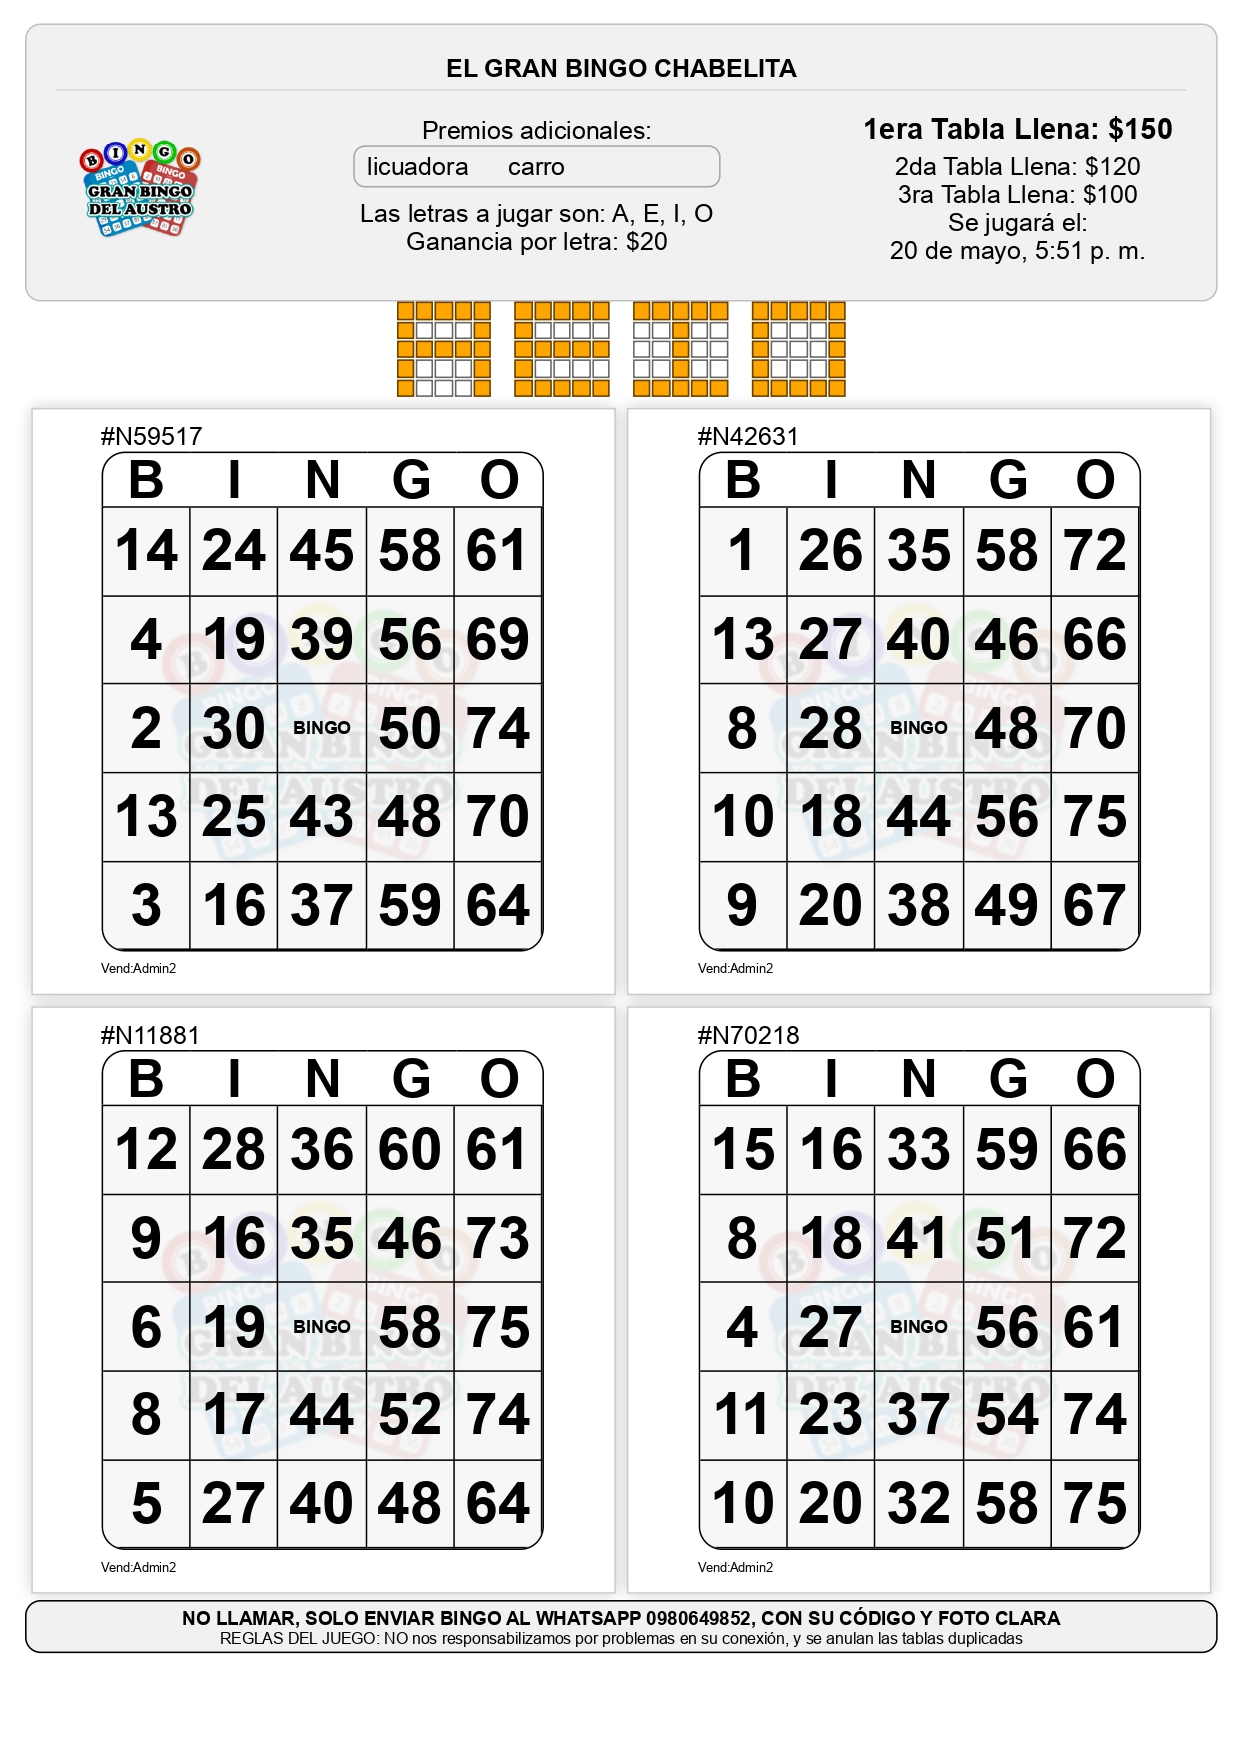 EL GRAN BINGO CHABELITA
B I N G O
BINGO BINGO
GRAN BINGO
DEL AUSTRO
Premios adicionales:
licuadora carro
Las letras a jugar son: A, E, I, O
Ganancia por letra: $20
1era Tabla Llena: $150
2da Tabla Llena: $120
3ra Tabla Llena: $100
Se jugará el:
20 de mayo, 5:51 p. m.
#N59517
B I N G O
14 24 45 58 61
4 19 39 56 69
2 30 BINGO 50 74
13 25 43 48 70
3 16 37 59 64
Vend:Admin2
#N42631
B I N G O
1 26 35 58 72
13 27 40 46 66
8 28 BINGO 48 70
10 18 44 56 75
9 20 38 49 67
Vend:Admin2
#N11881
B I N G O
12 28 36 60 61
9 16 35 46 73
6 19 BINGO 58 75
8 17 44 52 74
5 27 40 48 64
Vend:Admin2
#N70218
B I N G O
15 16 33 59 66
8 18 41 51 72
4 27 BINGO 56 61
11 23 37 54 74
10 20 32 58 75
Vend:Admin2
NO LLAMAR, SOLO ENVIAR BINGO AL WHATSAPP 0980649852, CON SU CÓDIGO Y FOTO CLARA
REGLAS DEL JUEGO: NO nos responsabilizamos por problemas en su conexión, y se anulan las tablas duplicadas